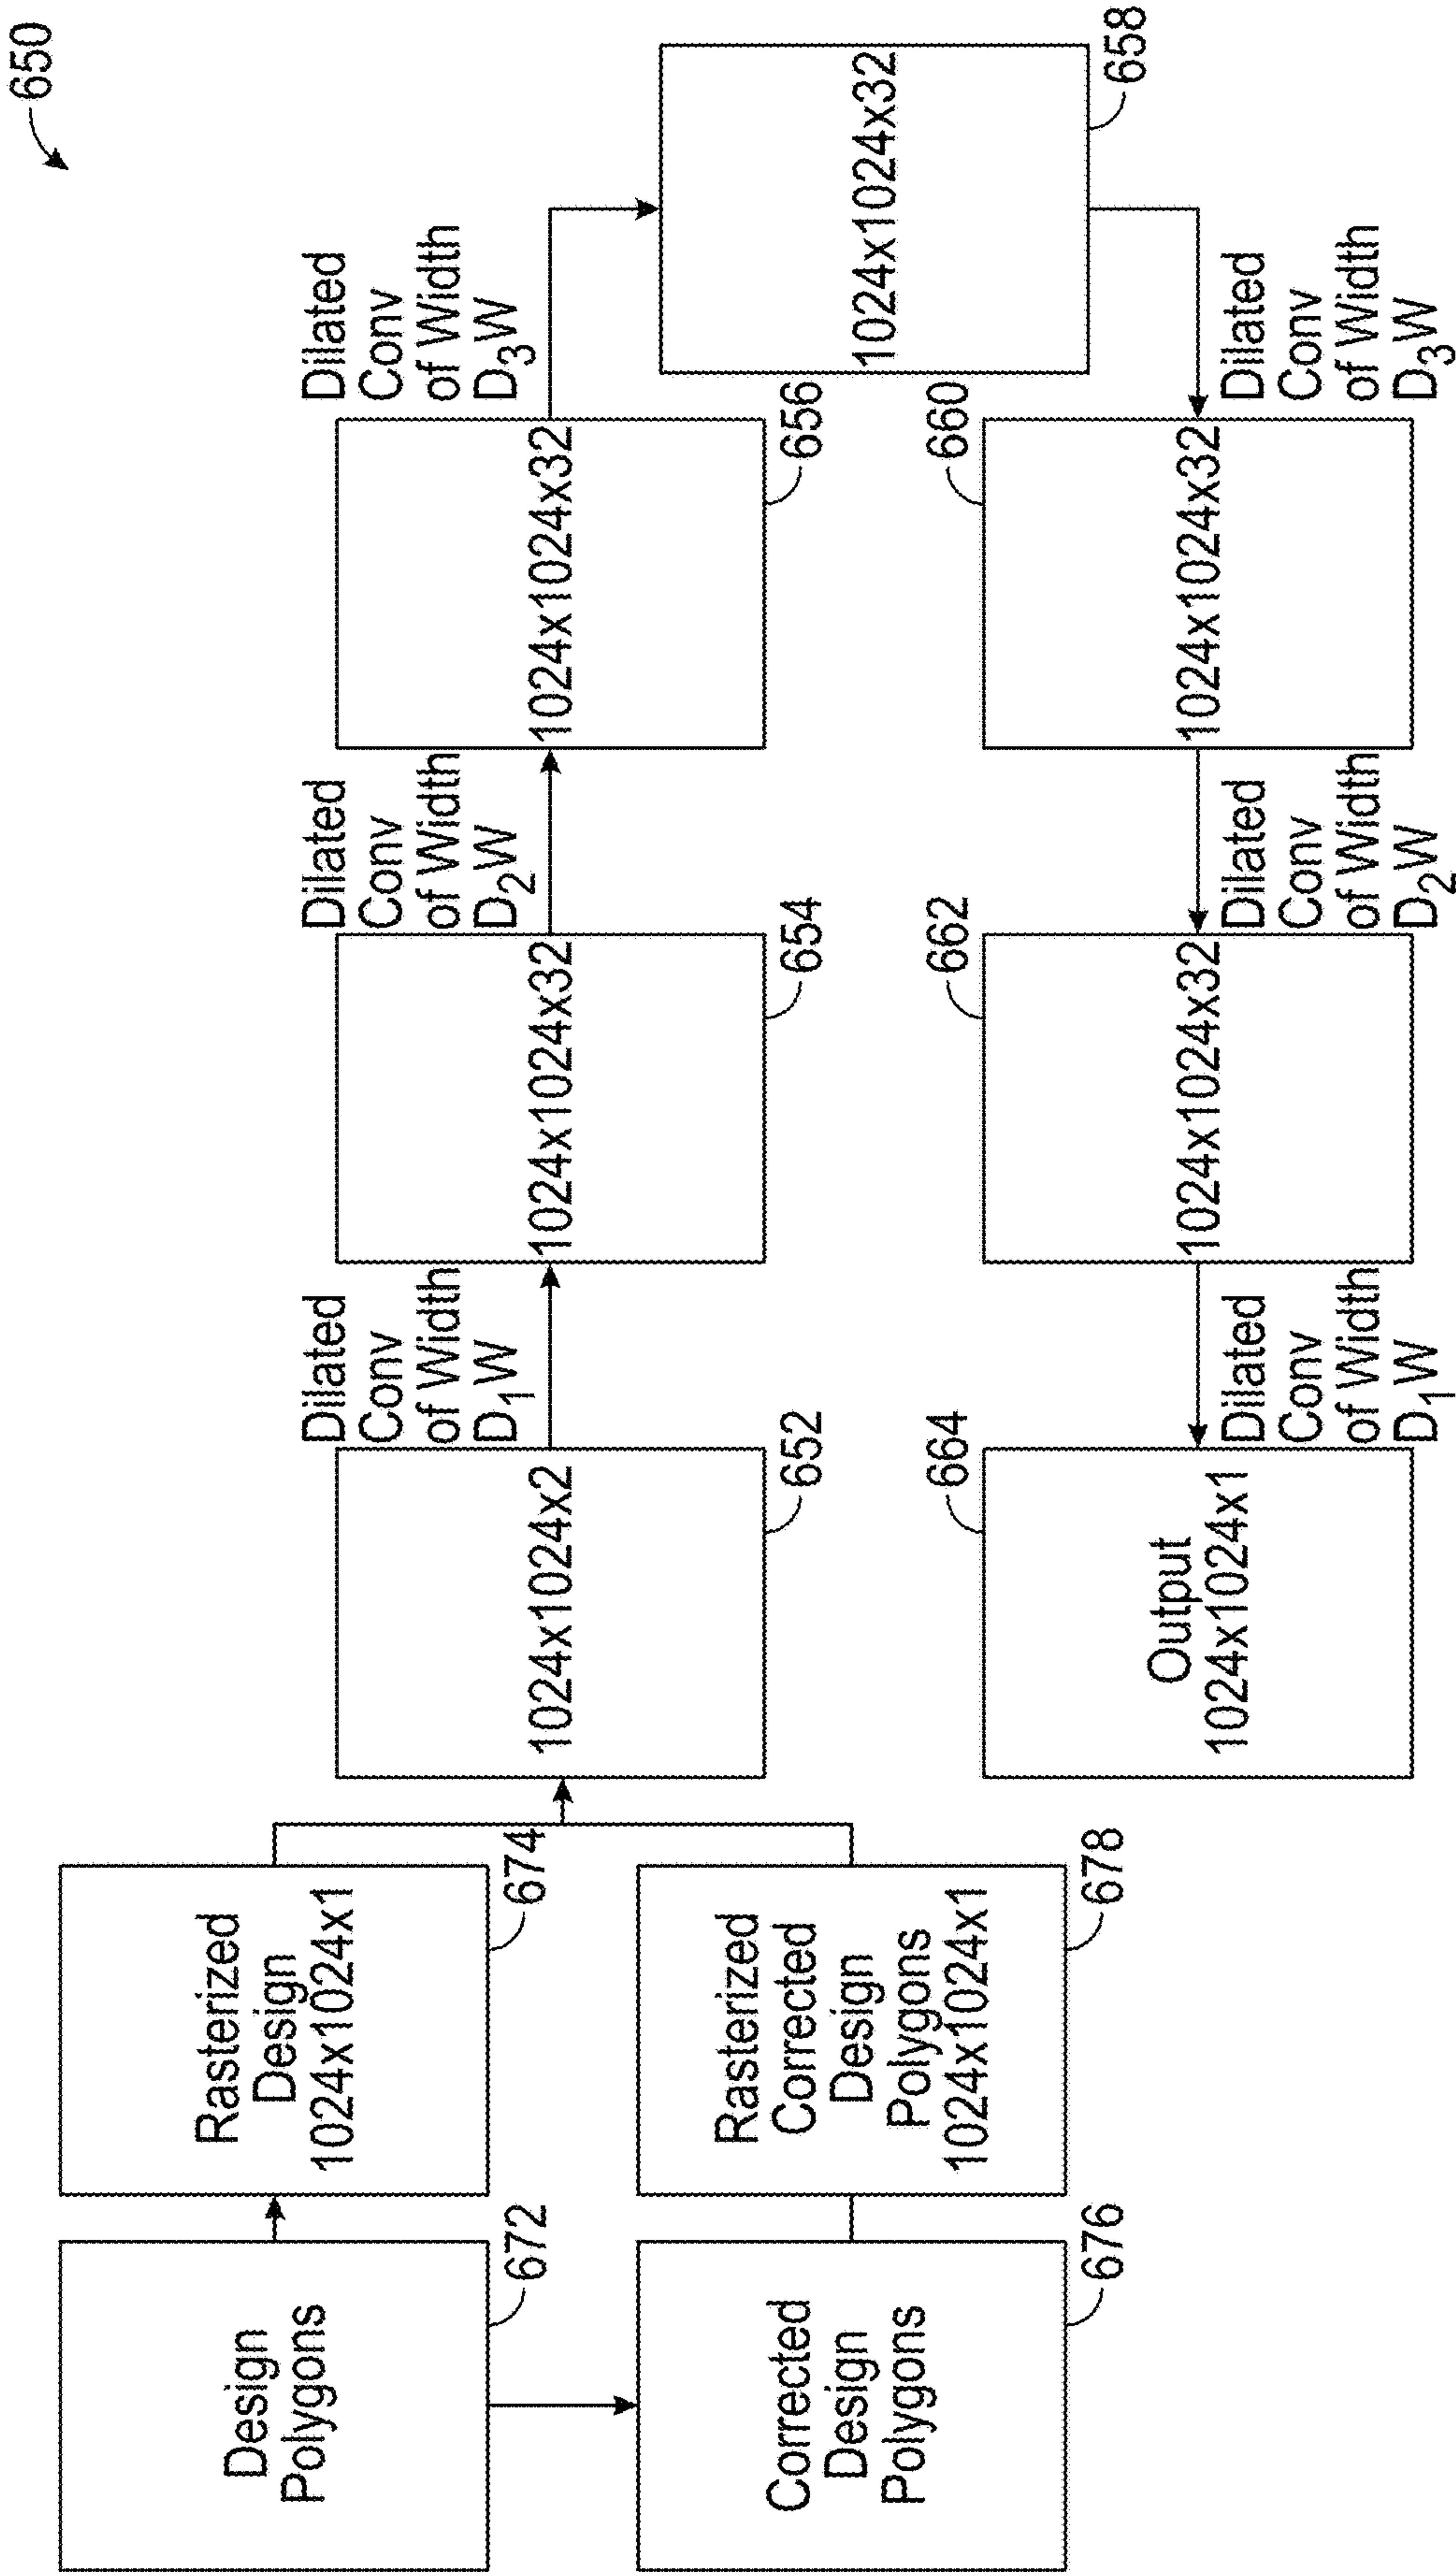 650
Design
Polygons
672
Rasterized
Design
1024x1024x1
674
Corrected
Design
Polygons
676
Rasterized
Corrected
Design
Polygons
1024x1024x1
678
1024x1024x2
652
Dilated
Conv
of Width
D1W
1024x1024x32
654
Dilated
Conv
of Width
D2W
1024x1024x32
656
Dilated
Conv
of Width
D3W
1024x1024x32
658
Dilated
Conv
of Width
D3W
1024x1024x32
660
Dilated
Conv
of Width
D2W
1024x1024x32
662
Dilated
Conv
of Width
D1W
Output
1024x1024x1
664